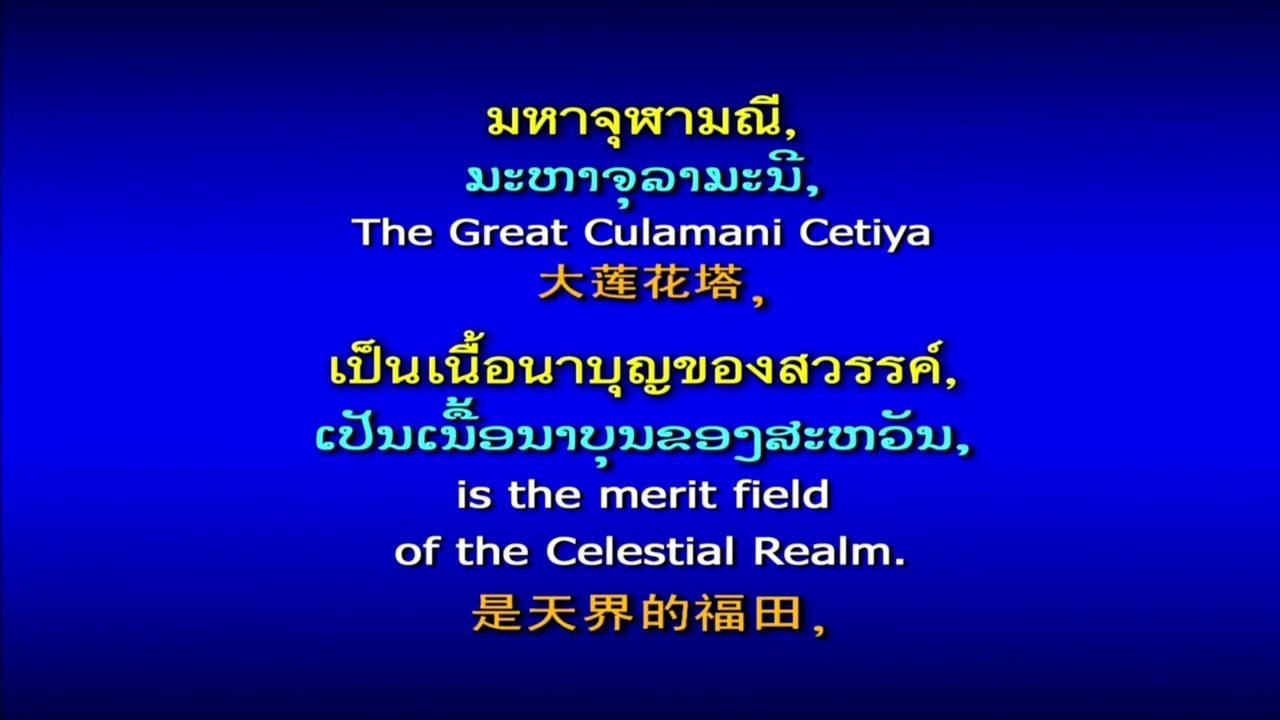 มหาจุฬามณี,
ມະຫາຈຸລາມະນີ,
The Great Culamani Cetiya
大莲花塔,
เป็นเนื้อนาบุญของสวรรค์,
ເປັນເນື້ອນາບຸນຂອງສະຫວັນ,
is the merit field
of the Celestial Realm.
是天界的福田,